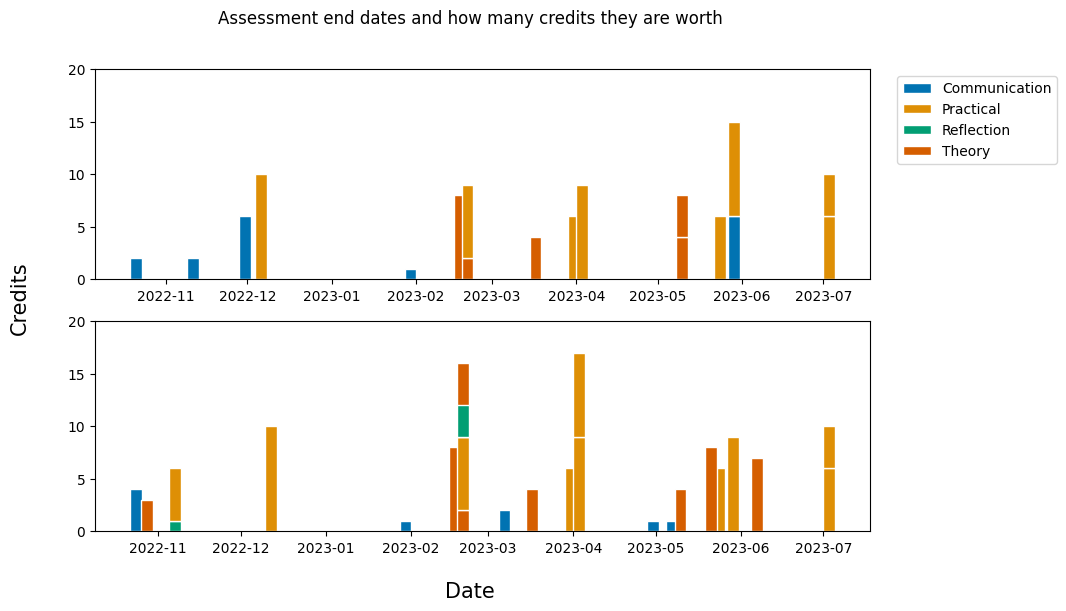 Assessment end dates and how many credits they are worth
20
15
10
5
0
2022-11 2022-12 2023-01 2023-02 2023-03 2023-04 2023-05 2023-06 2023-07
Communication
Practical
Reflection
Theory
Credits
20
15
10
5
0
2022-11 2022-12 2023-01 2023-02 2023-03 2023-04 2023-05 2023-06 2023-07
Date